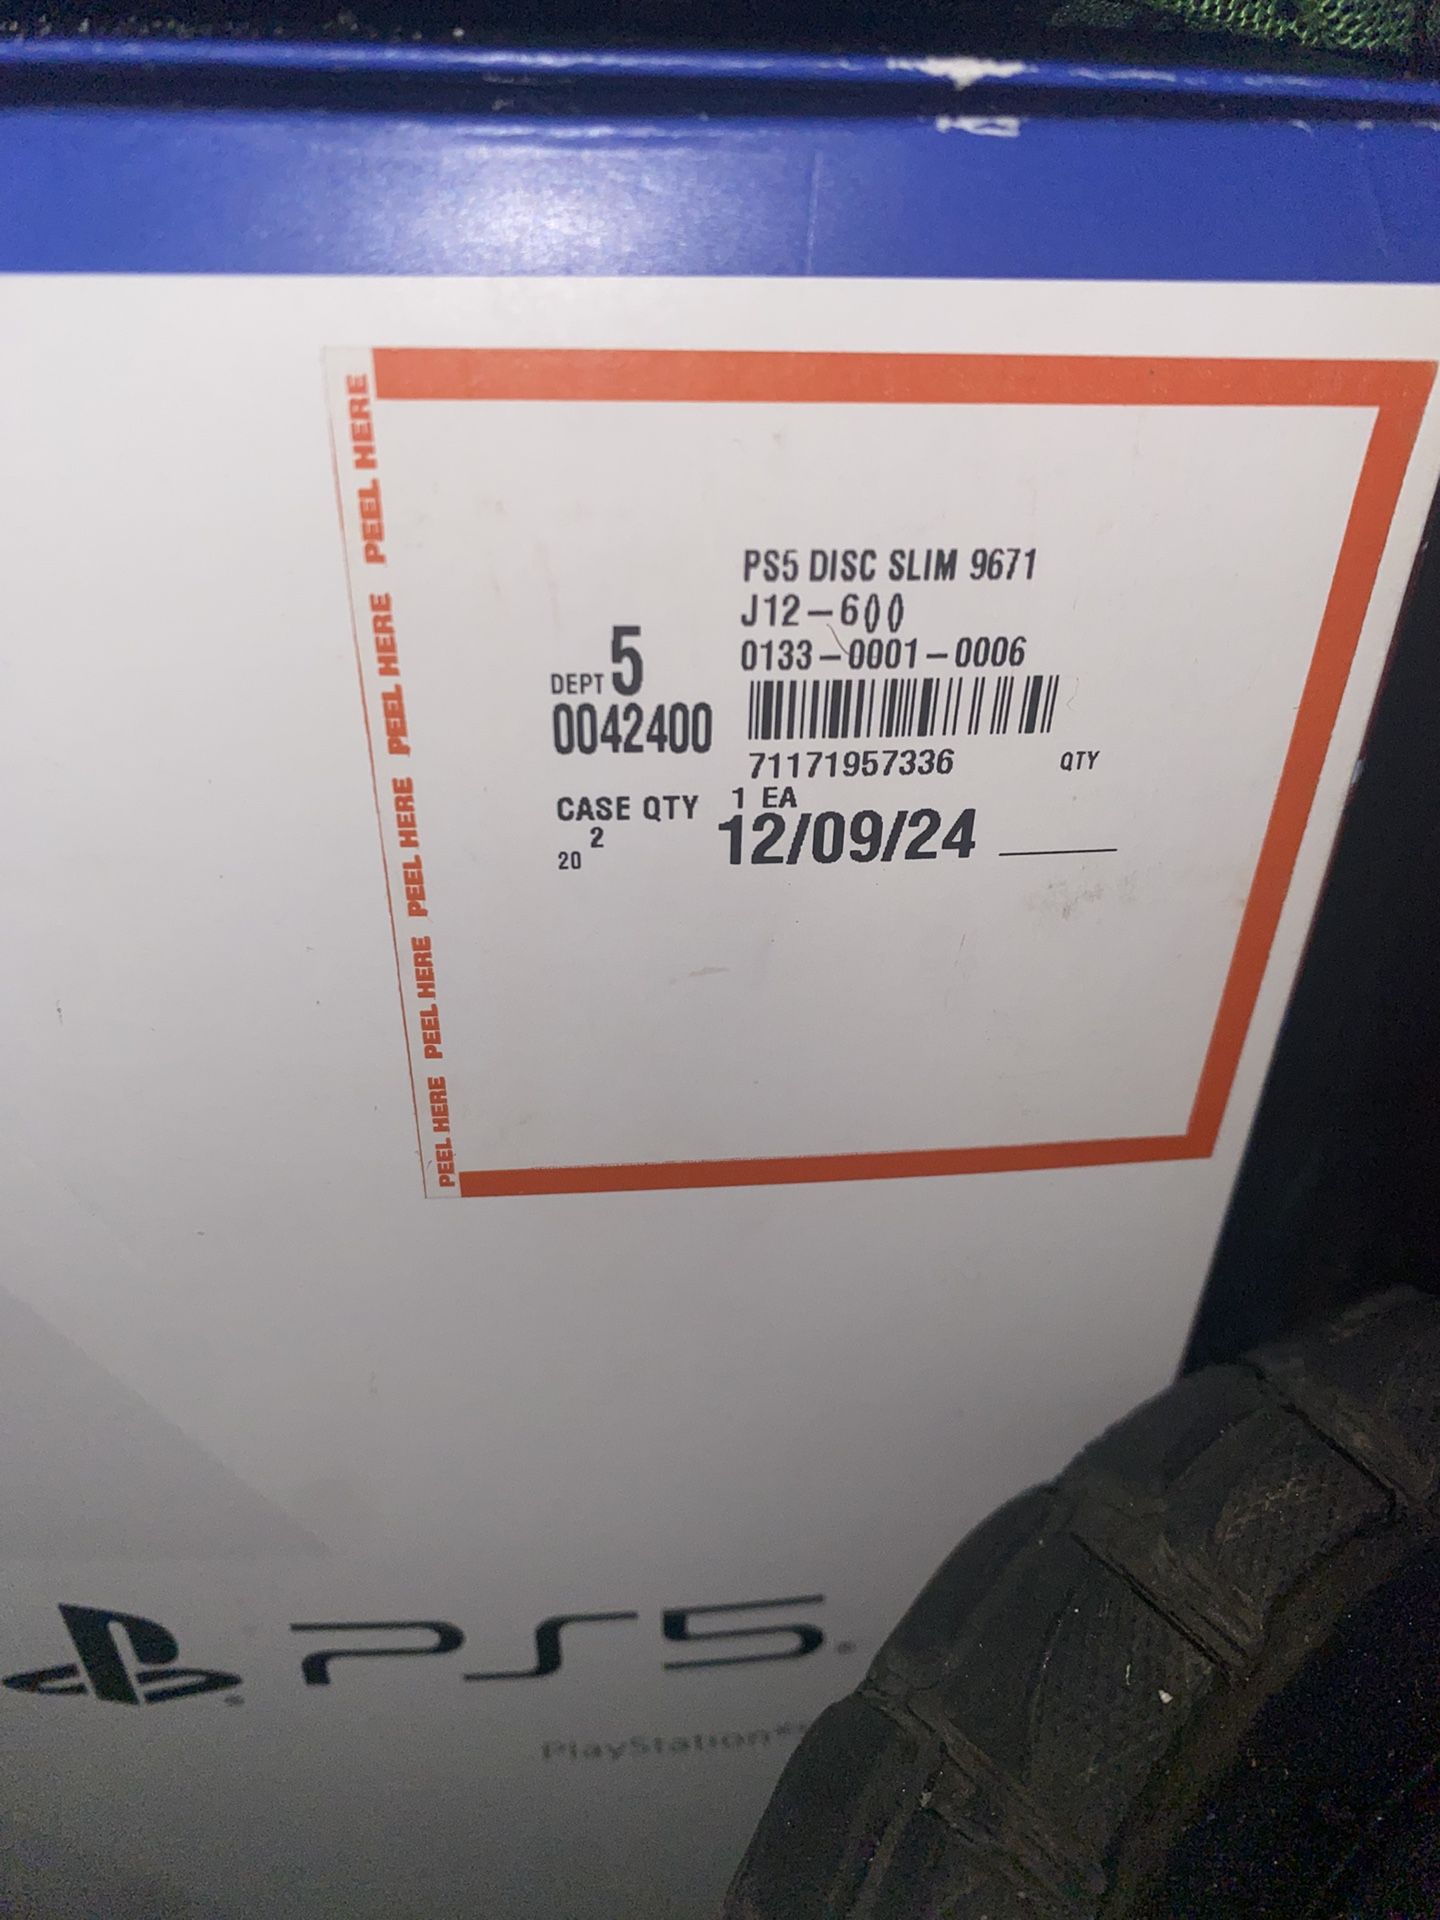 PEEL HERE PEEL HERE PEEL HERE PEEL HERE PEEL HERE PEEL HERE
PS5 DISC SLIM 9671
J12-600
0133-0001-0006
DEPT 5
0042400
71171957336
QTY
CASE QTY 1 EA
2
20
12/09/24
PS5
PlayStation